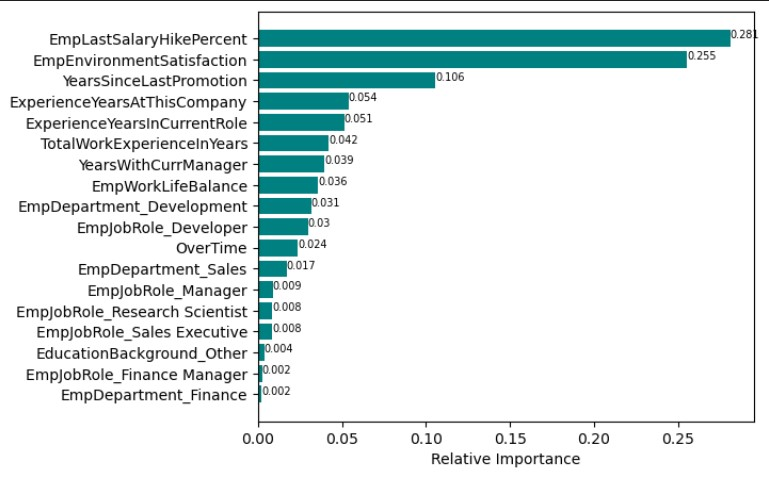 EmpLastSalaryHikePercent 0.281
EmpEnvironmentSatisfaction 0.255
YearsSinceLastPromotion 0.106
ExperienceYearsAtThisCompany 0.054
ExperienceYearsInCurrentRole 0.051
TotalWorkExperienceInYears 0.042
YearsWithCurrManager 0.039
EmpWorkLifeBalance 0.036
EmpDepartment_Development 0.031
EmpJobRole_Developer 0.03
OverTime 0.024
EmpDepartment_Sales 0.017
EmpJobRole_Manager 0.009
EmpJobRole_Research Scientist 0.008
EmpJobRole_Sales Executive 0.008
EducationBackground_Other 0.004
EmpJobRole_Finance Manager 0.002
EmpDepartment_Finance 0.002
0.00 0.05 0.10 0.15 0.20 0.25
Relative Importance